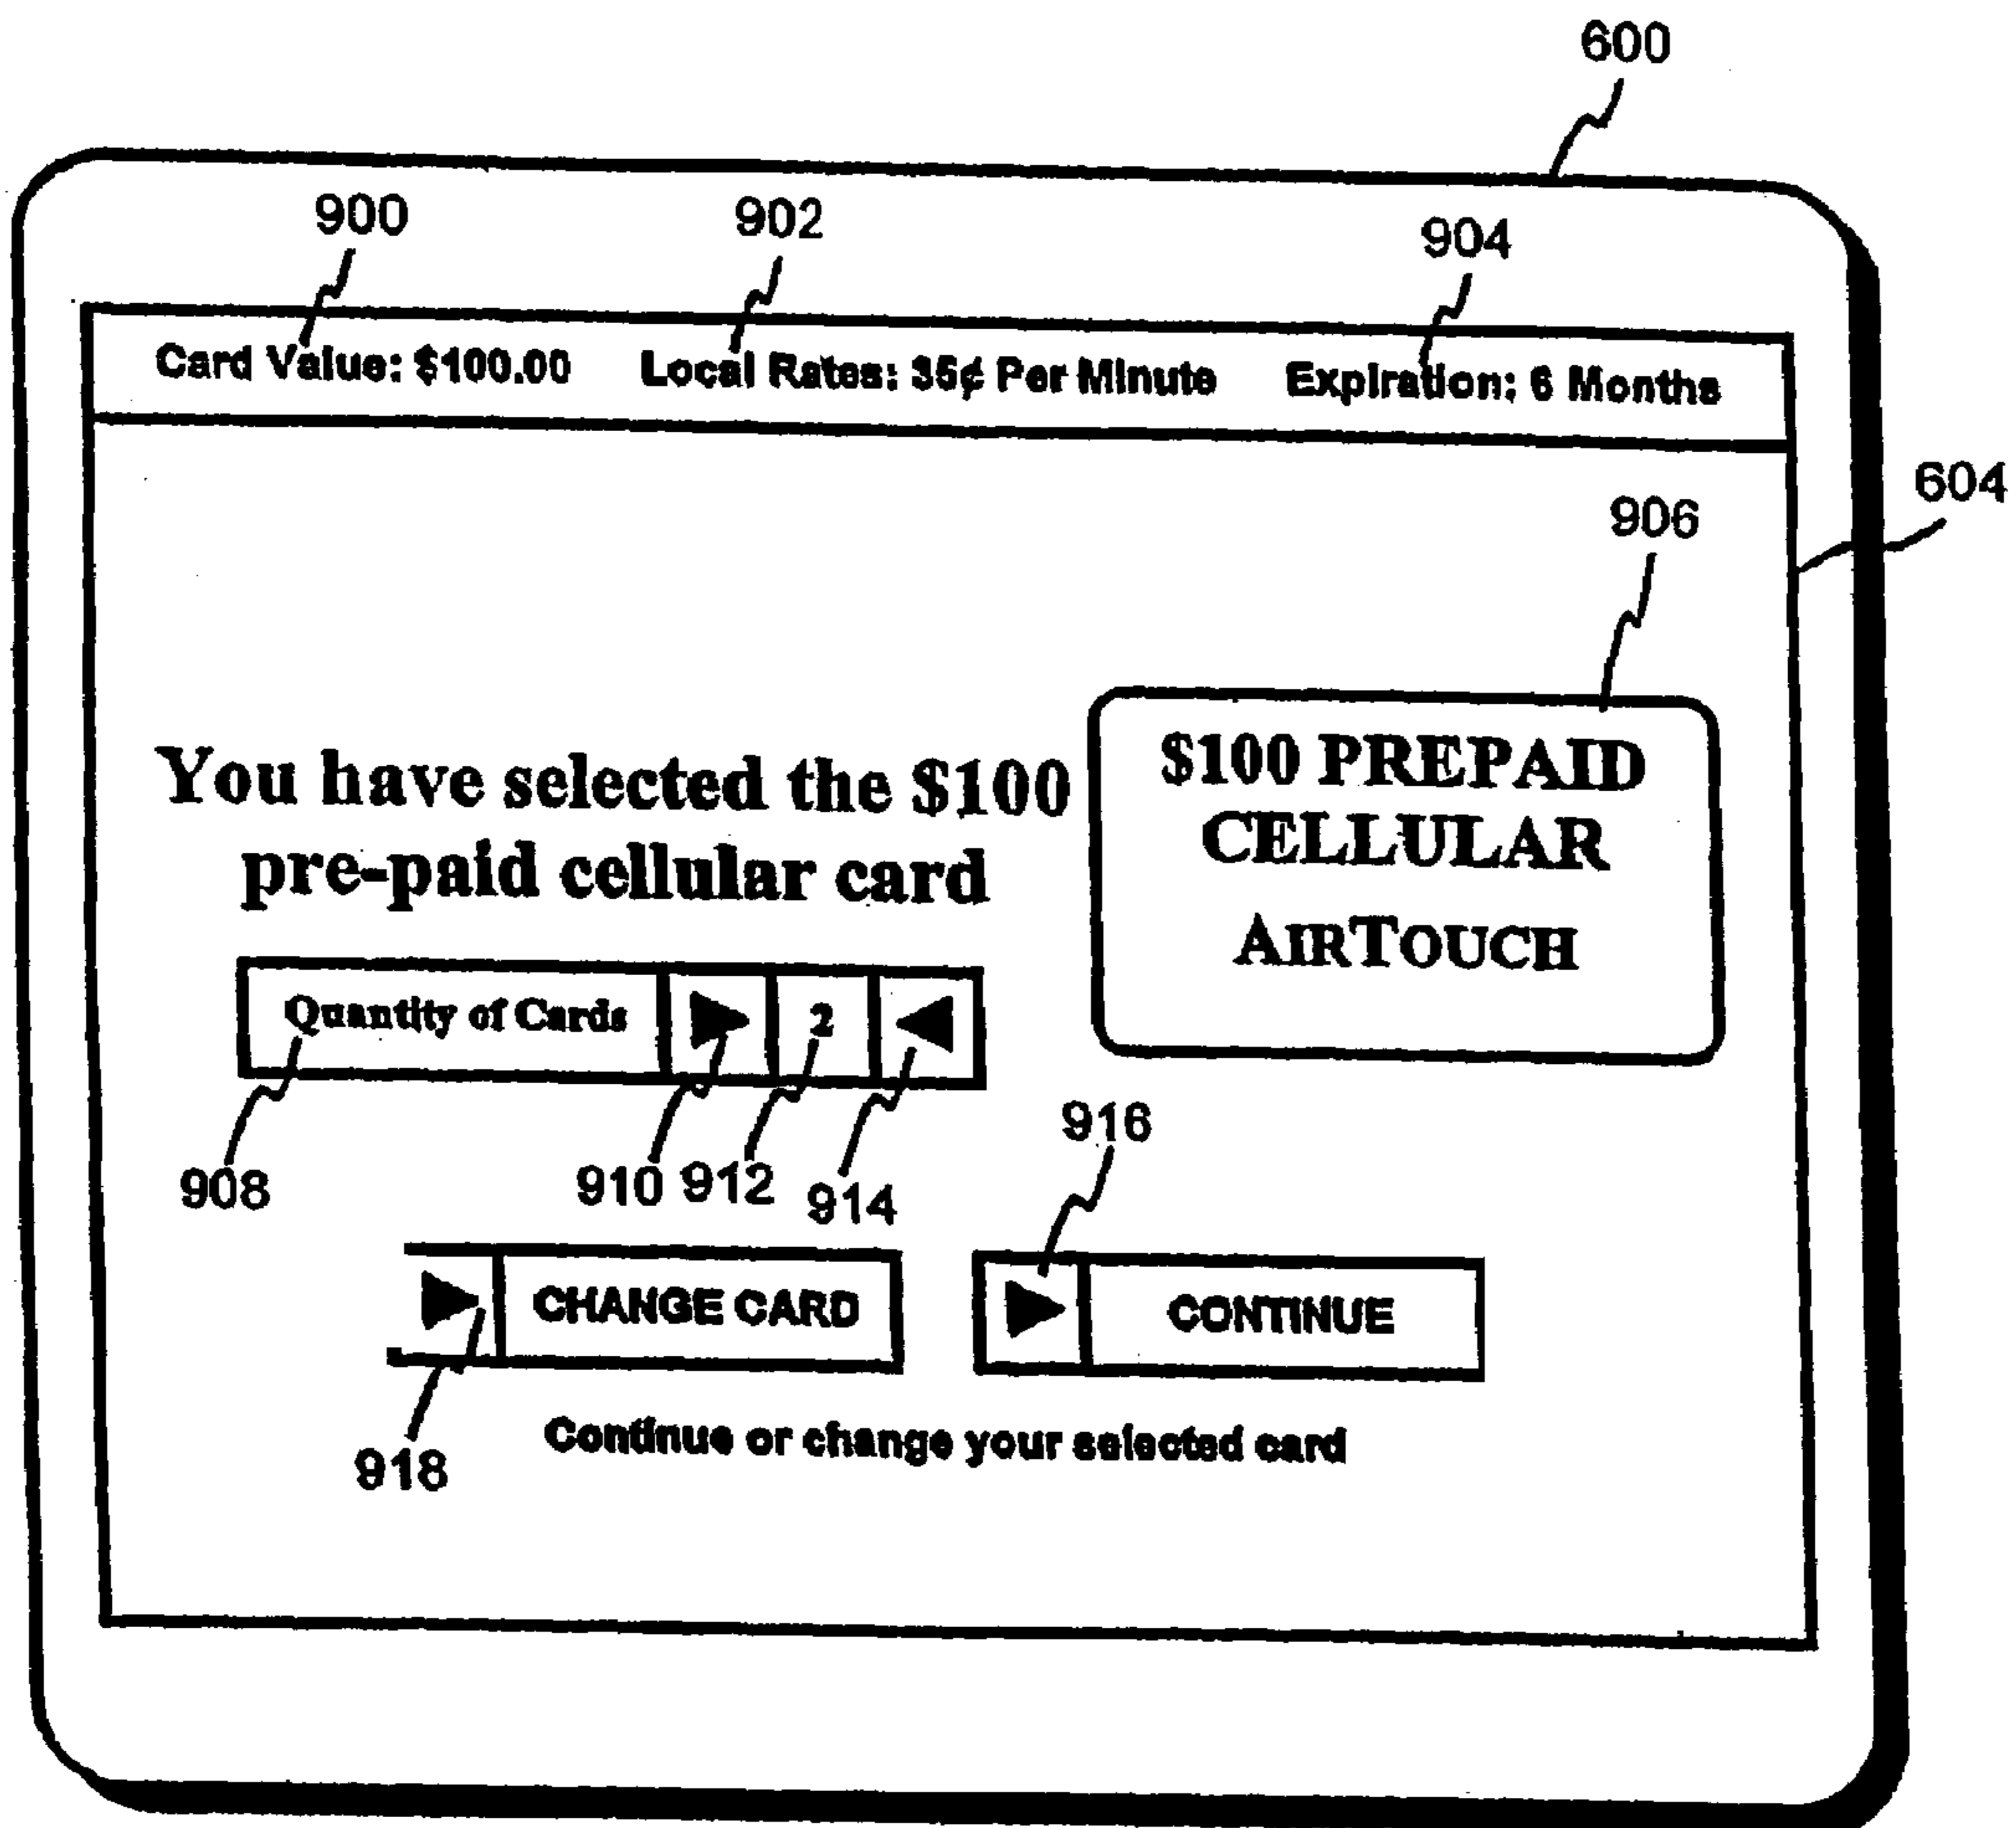 600
900 902 904
Card Value: $100.00 Local Rates: 35¢ Per Minute Expiration: 6 Months
604
906
You have selected the $100
pre-paid cellular card
$100 PREPAID
CELLULAR
AIRTOUCH
Quantity of Cards 2
908 910 912 914
916
CHANGE CARD CONTINUE
918
Continue or change your selected card